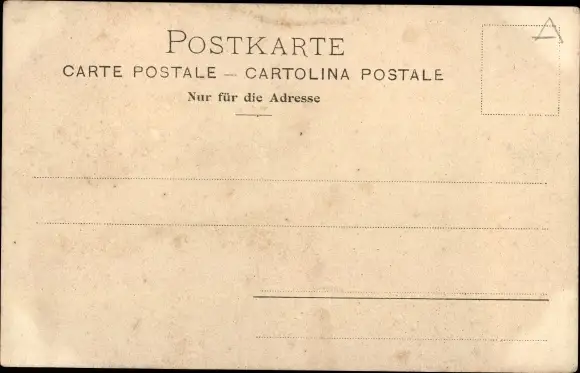 POSTKARTE
CARTE POSTALE — CARTOLINA POSTALE
Nur für die Adresse